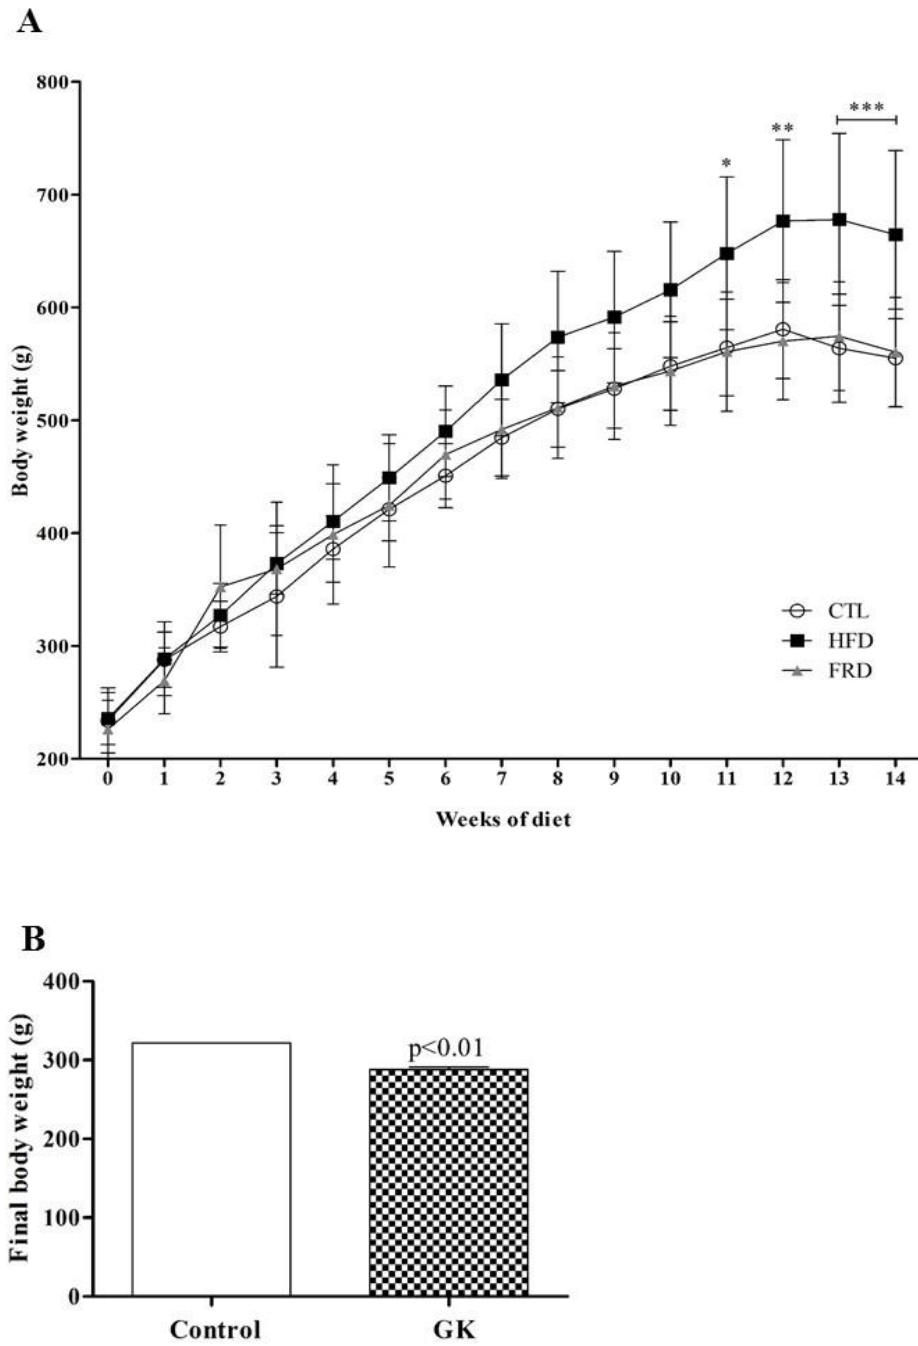 A
800
700
600
500
400
300
200
Body weight (g)
*
**
***
CTL
HFD
FRD
0 1 2 3 4 5 6 7 8 9 10 11 12 13 14
Weeks of diet
B
400
300
200
100
0
Final body weight (g)
p<0.01
Control GK